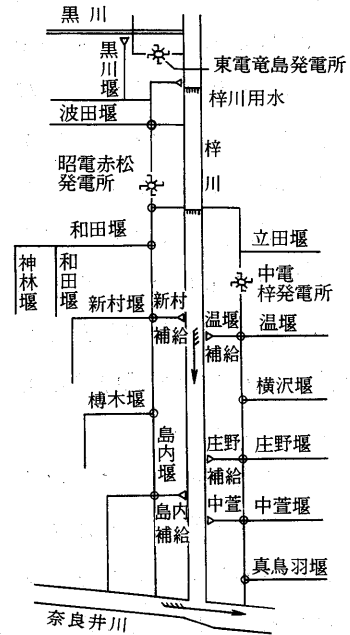 黒川
黒川堰
東電竜島発電所
梓川用水
波田堰
梓川
昭電赤松
発電所
和田堰
立田堰
神林堰
和田堰
中電
梓発電所
新村堰
新村
補給
温堰
補給
温堰
横沢堰
榑木堰
島内堰
庄野
補給
庄野堰
島内
補給
中萱
中萱堰
真鳥羽堰
奈良井川